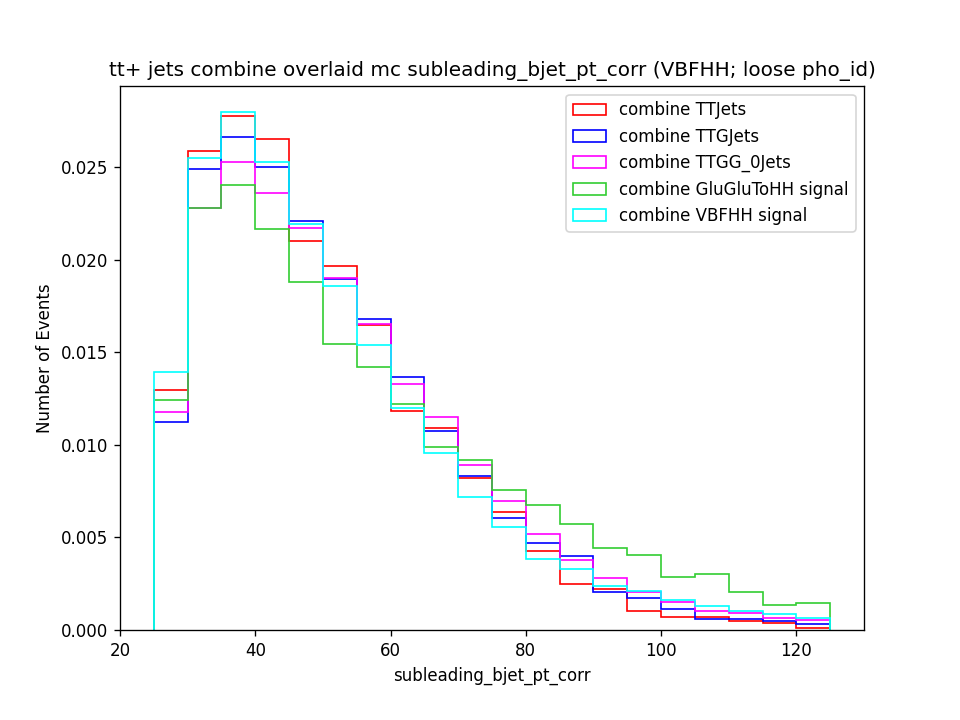 tt+ jets combine overlaid mc subleading_bjet_pt_corr (VBFHH; loose pho_id)
combine TTJets
combine TTGJets
combine TTGG_0Jets
combine GluGluToHH signal
combine VBFHH signal
Number of Events
0.025
0.020
0.015
0.010
0.005
0.000
20 40 60 80 100 120
subleading_bjet_pt_corr